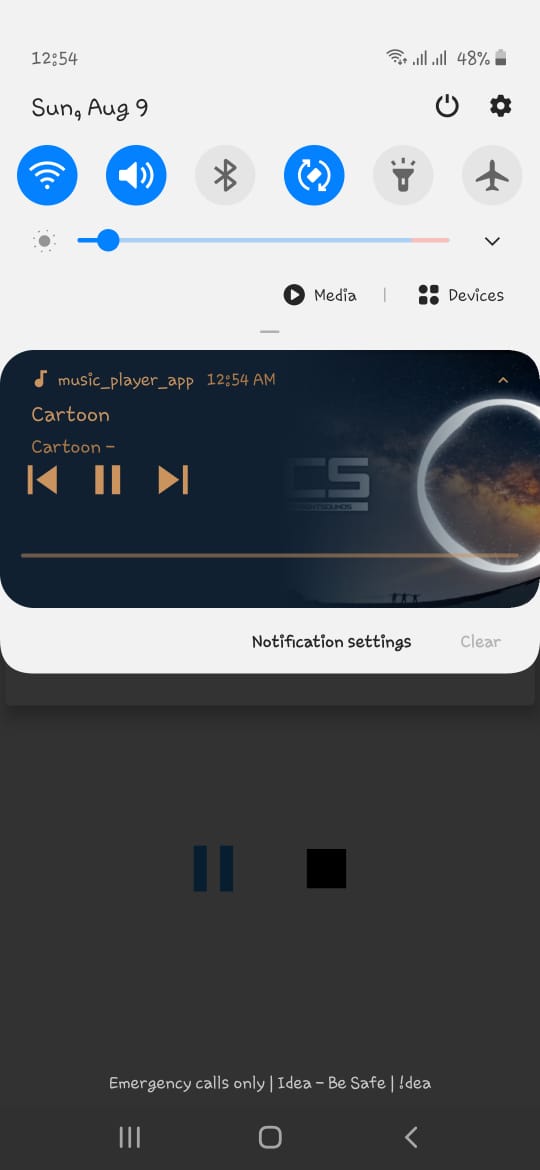 12:54 48%
Sun, Aug 9
Media | Devices
music_player_app 12:54 AM
Cartoon
Cartoon -
CS
Notification settings Clear
Emergency calls only | Idea - Be Safe | !dea